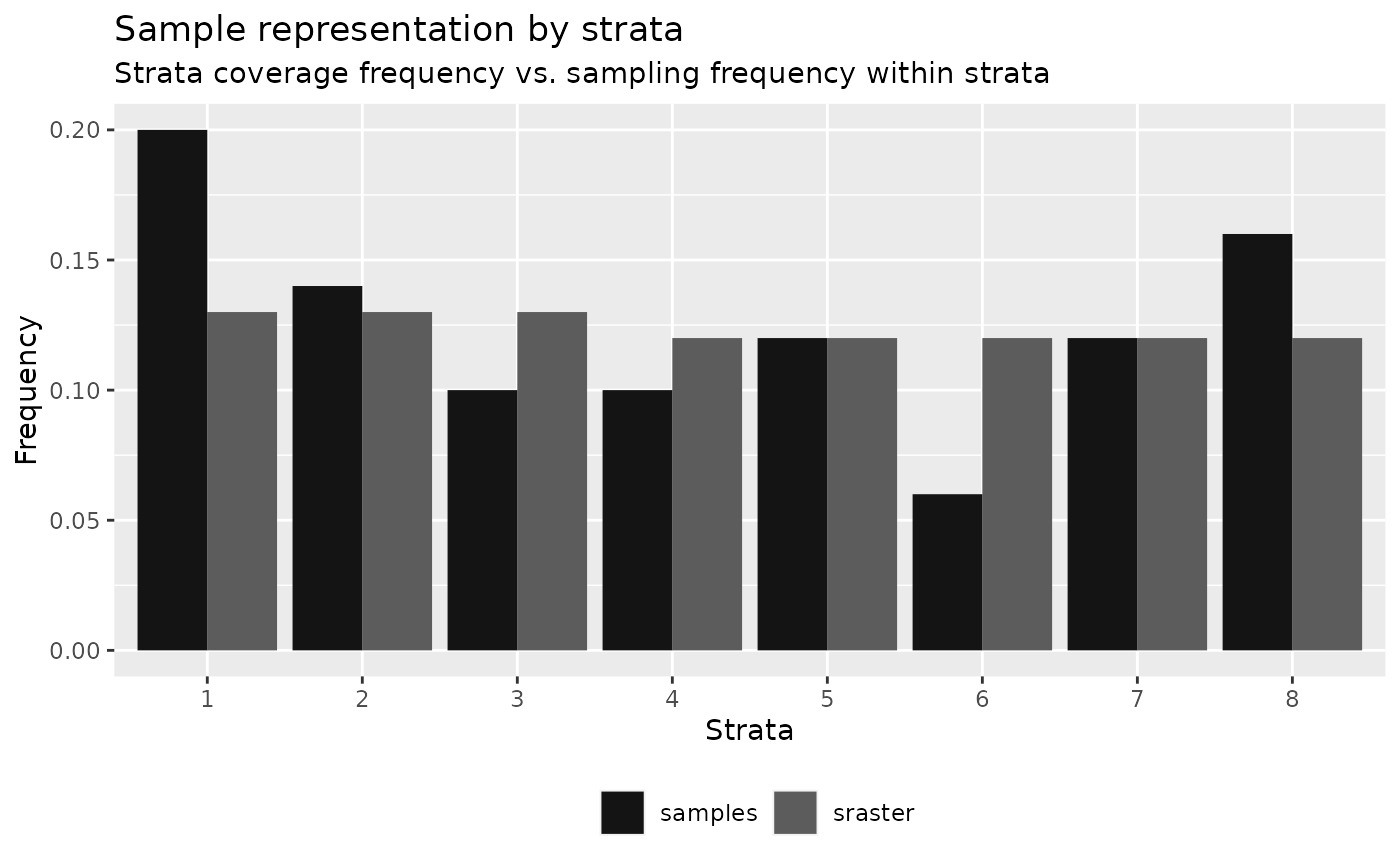 Sample representation by strata
Strata coverage frequency vs. sampling frequency within strata
0.20
0.15
0.10
0.05
0.00
Frequency
1 2 3 4 5 6 7 8
Strata
samples sraster